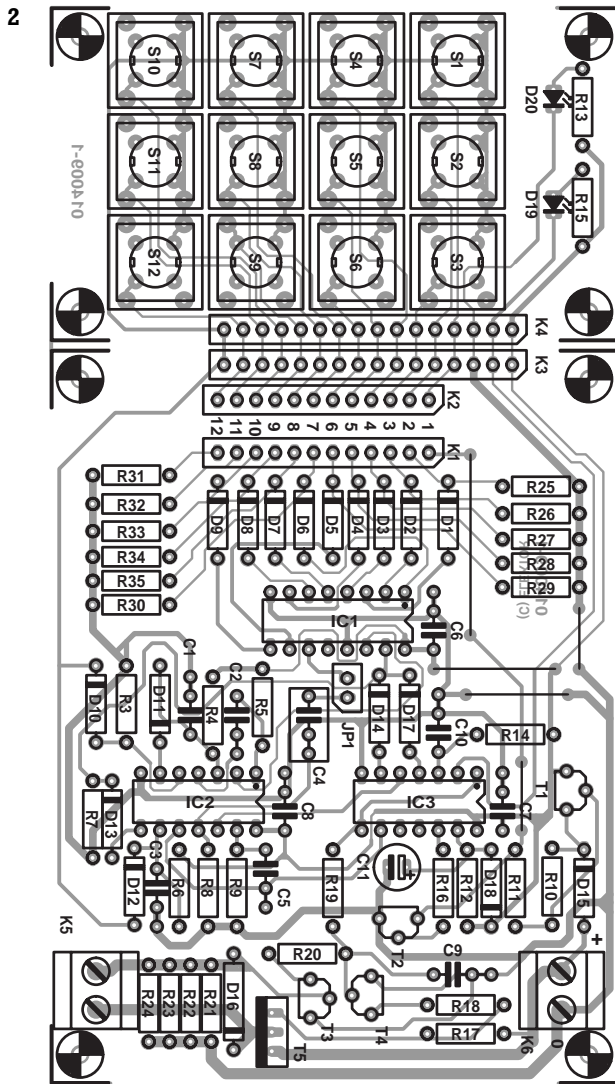 2
S10 S7 S4 S1
D20 R13
S11 S8 S5 S2
010400-1
D19 R15
S12 S9 S6 S3
K4
K3
K2
12 11 10 9 8 7 6 5 4 3 2 1
K1
R31 R25
R32 D9 D8 D7 D6 D5 D4 D3 D2 D1 R26
R33 R27
R34 R28
R35 R29
R30
IC1 C6
C1 C2
D10 R3 D11 R4 R5 C4 JP1 D14 D17 C10 R14
T1
IC2 C8 IC3 C7
R7 D13
D12 C3 R6 R8 R9 C5 R19 C11 + R16 R12 D18 R11 R10 D15
K5 T2 +
R20 C9
R24 R23 R22 R21 D16 T3 T4 R18
T5 R17 K6 0